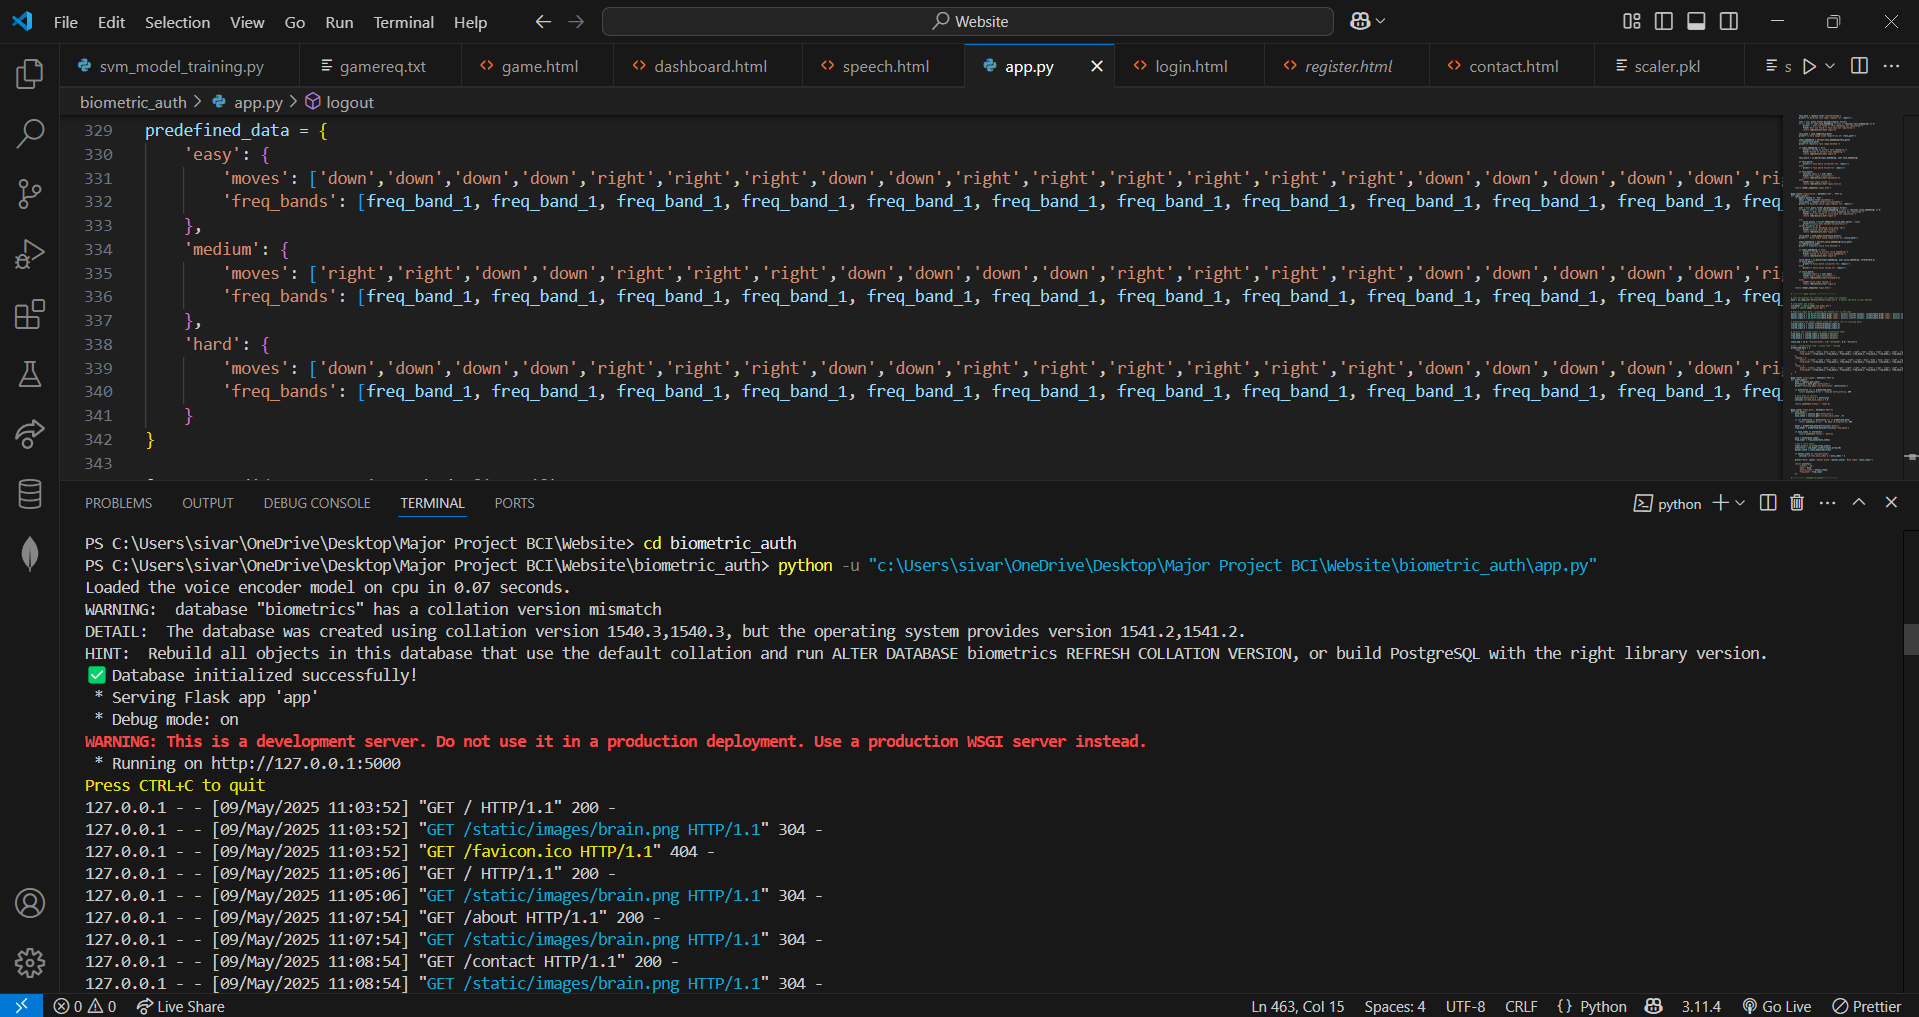 File Edit Selection View Go Run Terminal Help Website
svm_model_training.py gamereq.txt game.html dashboard.html speech.html app.py login.html register.html contact.html scaler.pkl s
biometric_auth > app.py > logout
329 predefined_data = {
330 'easy': {
331 'moves': ['down','down','down','down','right','right','right','down','down','right','right','right','right','right','right','down','down','down','down','down','ri
332 'freq_bands': [freq_band_1, freq_band_1, freq_band_1, freq_band_1, freq_band_1, freq_band_1, freq_band_1, freq_band_1, freq_band_1, freq_band_1, freq_band_1, freq
333 },
334 'medium': {
335 'moves': ['right','right','down','down','right','right','right','down','down','down','down','right','right','right','right','right','down','down','down','down','ri
336 'freq_bands': [freq_band_1, freq_band_1, freq_band_1, freq_band_1, freq_band_1, freq_band_1, freq_band_1, freq_band_1, freq_band_1, freq_band_1, freq_band_1, freq
337 },
338 'hard': {
339 'moves': ['down','down','down','down','right','right','right','down','down','right','right','right','right','right','right','down','down','down','down','down','ri
340 'freq_bands': [freq_band_1, freq_band_1, freq_band_1, freq_band_1, freq_band_1, freq_band_1, freq_band_1, freq_band_1, freq_band_1, freq_band_1, freq_band_1, freq
341 }
342 }
343
PROBLEMS OUTPUT DEBUG CONSOLE TERMINAL PORTS python
PS C:\Users\sivar\OneDrive\Desktop\Major Project BCI\Website> cd biometric_auth
PS C:\Users\sivar\OneDrive\Desktop\Major Project BCI\Website\biometric_auth> python -u "c:\Users\sivar\OneDrive\Desktop\Major Project BCI\Website\biometric_auth\app.py"
Loaded the voice encoder model on cpu in 0.07 seconds.
WARNING:  database "biometrics" has a collation version mismatch
DETAIL:  The database was created using collation version 1540.3,1540.3, but the operating system provides version 1541.2,1541.2.
HINT:  Rebuild all objects in this database that use the default collation and run ALTER DATABASE biometrics REFRESH COLLATION VERSION, or build PostgreSQL with the right library version.
✅ Database initialized successfully!
* Serving Flask app 'app'
* Debug mode: on
WARNING: This is a development server. Do not use it in a production deployment. Use a production WSGI server instead.
* Running on http://127.0.0.1:5000
Press CTRL+C to quit
127.0.0.1 - - [09/May/2025 11:03:52] "GET / HTTP/1.1" 200 -
127.0.0.1 - - [09/May/2025 11:03:52] "GET /static/images/brain.png HTTP/1.1" 304 -
127.0.0.1 - - [09/May/2025 11:03:52] "GET /favicon.ico HTTP/1.1" 404 -
127.0.0.1 - - [09/May/2025 11:05:06] "GET / HTTP/1.1" 200 -
127.0.0.1 - - [09/May/2025 11:05:06] "GET /static/images/brain.png HTTP/1.1" 304 -
127.0.0.1 - - [09/May/2025 11:07:54] "GET /about HTTP/1.1" 200 -
127.0.0.1 - - [09/May/2025 11:07:54] "GET /static/images/brain.png HTTP/1.1" 304 -
127.0.0.1 - - [09/May/2025 11:08:54] "GET /contact HTTP/1.1" 200 -
127.0.0.1 - - [09/May/2025 11:08:54] "GET /static/images/brain.png HTTP/1.1" 304 -
0 0 Live Share Ln 463, Col 15 Spaces: 4 UTF-8 CRLF {} Python 3.11.4 Go Live Prettier